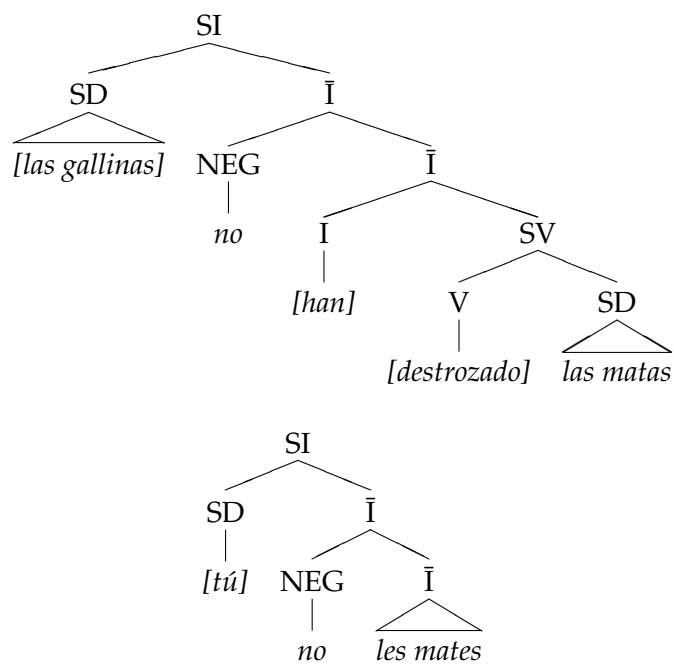 SI
SD Ī
[las gallinas] NEG Ī
no I SV
[han] V SD
[destrozado] las matas
SI
SD Ī
[tú] NEG Ī
no les mates